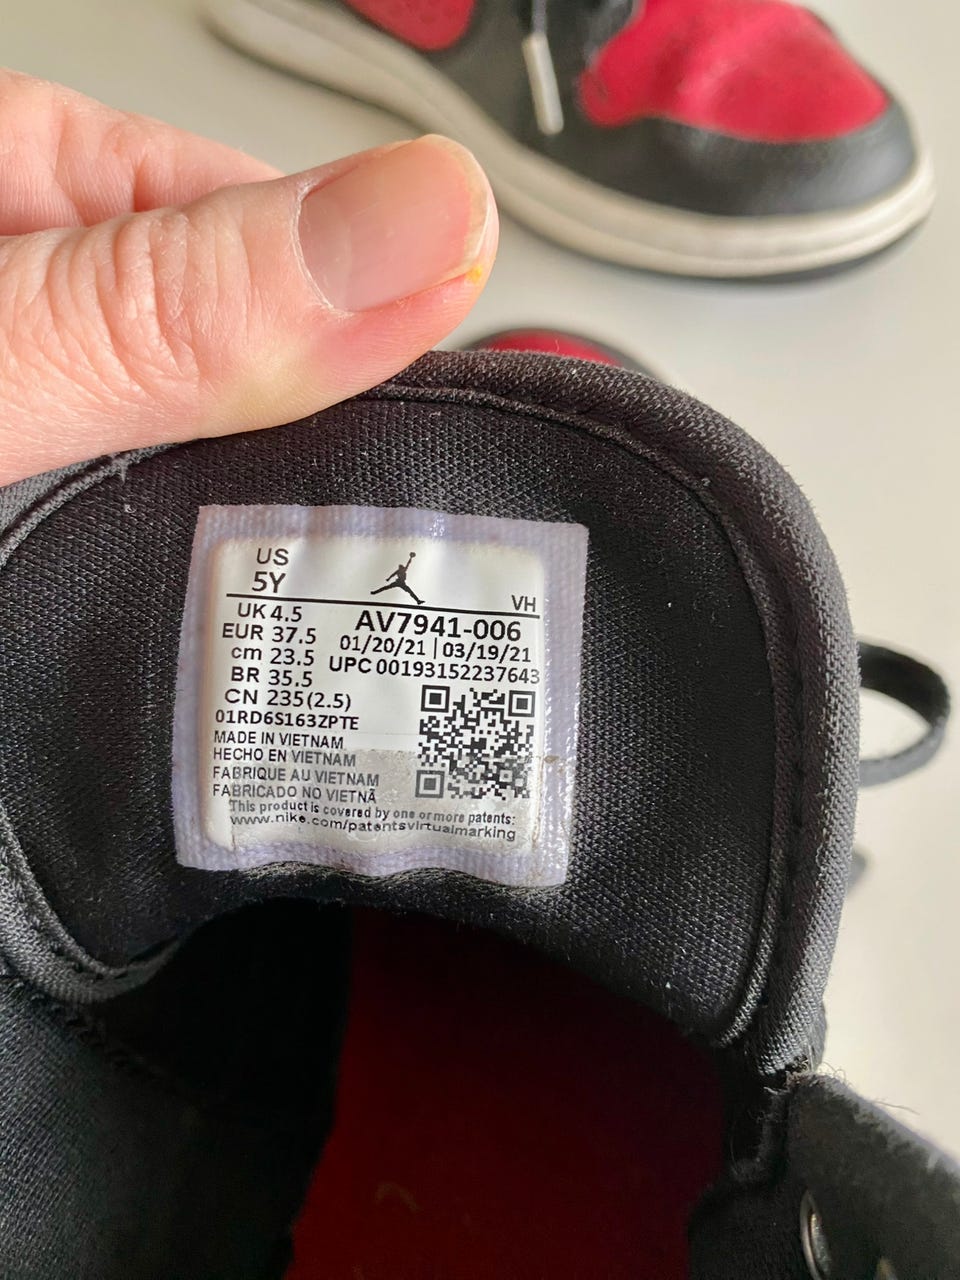 US
5Y
VH
UK 4.5
EUR 37.5
cm 23.5
BR 35.5
CN 235(2.5)
AV7941-006
01/20/21 | 03/19/21
UPC 00193152237643
01RD6S163ZPTE
MADE IN VIETNAM
HECHO EN VIETNAM
FABRIQUE AU VIETNAM
FABRICADO NO VIETNÃ
This product is covered by one or more patents:
www.nike.com/patentsvirtualmarking